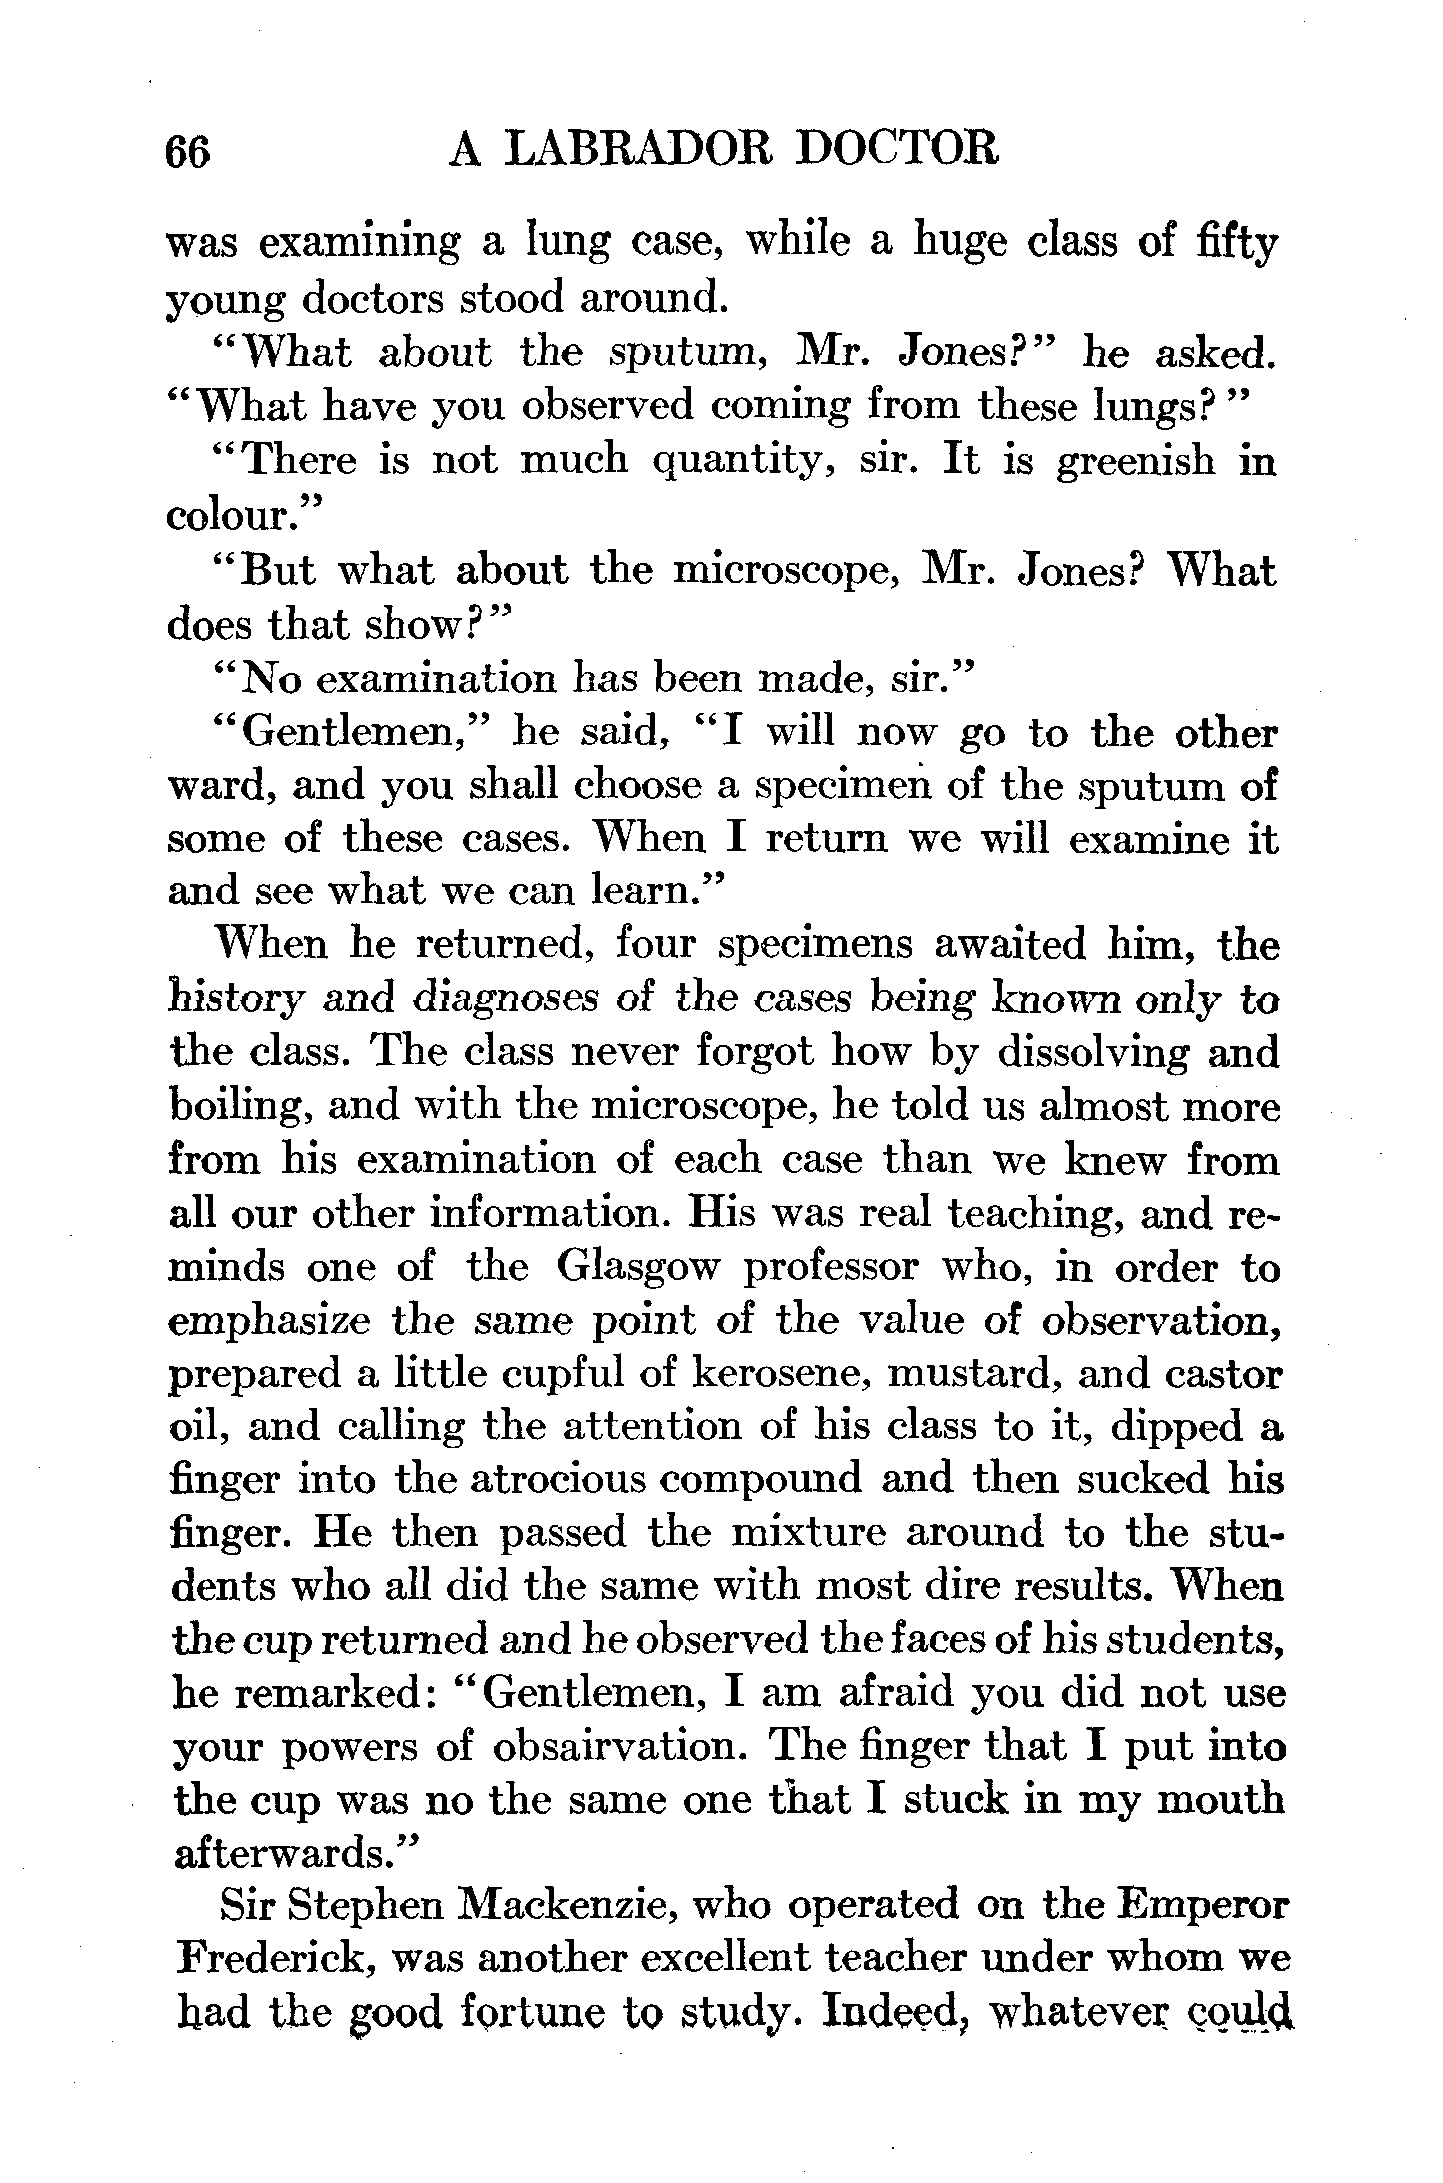 66 A LABRADOR DOCTOR
was examining a lung case, while a huge class of fifty
young doctors stood around.
"What about the sputum, Mr. Jones?" he asked.
"What have you observed coming from these lungs?"
"There is not much quantity, sir. It is greenish in
colour."
"But what about the microscope, Mr. Jones? What
does that show?"
"No examination has been made, sir."
"Gentlemen," he said, "I will now go to the other
ward, and you shall choose a specimen of the sputum of
some of these cases. When I return we will examine it
and see what we can learn."
When he returned, four specimens awaited him, the
history and diagnoses of the cases being known only to
the class. The class never forgot how by dissolving and
boiling, and with the microscope, he told us almost more
from his examination of each case than we knew from
all our other information. His was real teaching, and re-
minds one of the Glasgow professor who, in order to
emphasize the same point of the value of observation,
prepared a little cupful of kerosene, mustard, and castor
oil, and calling the attention of his class to it, dipped a
finger into the atrocious compound and then sucked his
finger. He then passed the mixture around to the stu-
dents who all did the same with most dire results. When
the cup returned and he observed the faces of his students,
he remarked: "Gentlemen, I am afraid you did not use
your powers of obsairvation. The finger that I put into
the cup was no the same one that I stuck in my mouth
afterwards."
Sir Stephen Mackenzie, who operated on the Emperor
Frederick, was another excellent teacher under whom we
had the good fortune to study. Indeed, whatever could